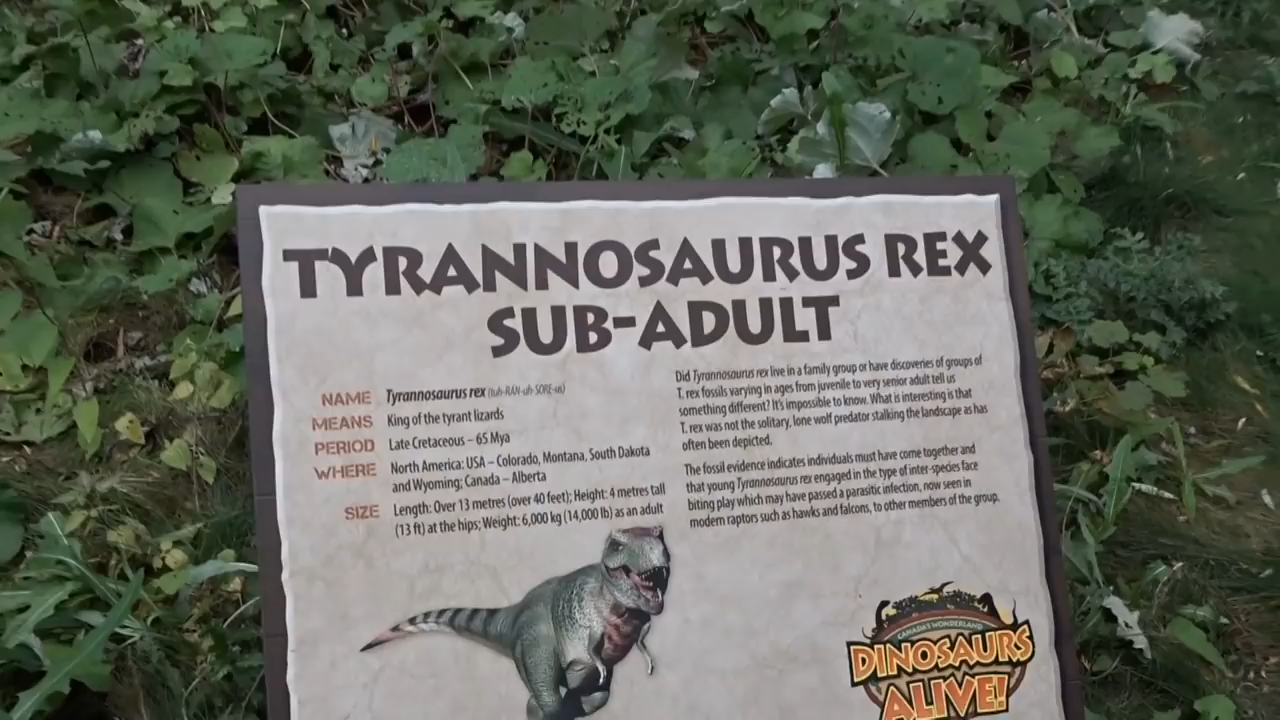 TYRANNOSAURUS REX
SUB-ADULT
NAME Tyrannosaurus rex (tuh-RAN-uh-SORE-us)
MEANS King of the tyrant lizards
PERIOD Late Cretaceous – 65 Mya
WHERE North America: USA – Colorado, Montana, South Dakota
and Wyoming; Canada – Alberta
SIZE Length: Over 13 metres (over 40 feet); Height: 4 metres tall
(13 ft) at the hips; Weight: 6,000 kg (14,000 lb) as an adult
Did Tyrannosaurus rex live in a family group or have discoveries of groups of
T. rex fossils varying in ages from juvenile to very senior adult tell us
something different? It's impossible to know. What is interesting is that
T. rex was not the solitary, lone wolf predator stalking the landscape as has
often been depicted.
The fossil evidence indicates individuals must have come together and
that young Tyrannosaurus rex engaged in the type of inter-species face
biting play which may have passed a parasitic infection, now seen in
modern raptors such as hawks and falcons, to other members of the group.
CANADA'S WONDERLAND
DINOSAURS
ALIVE!